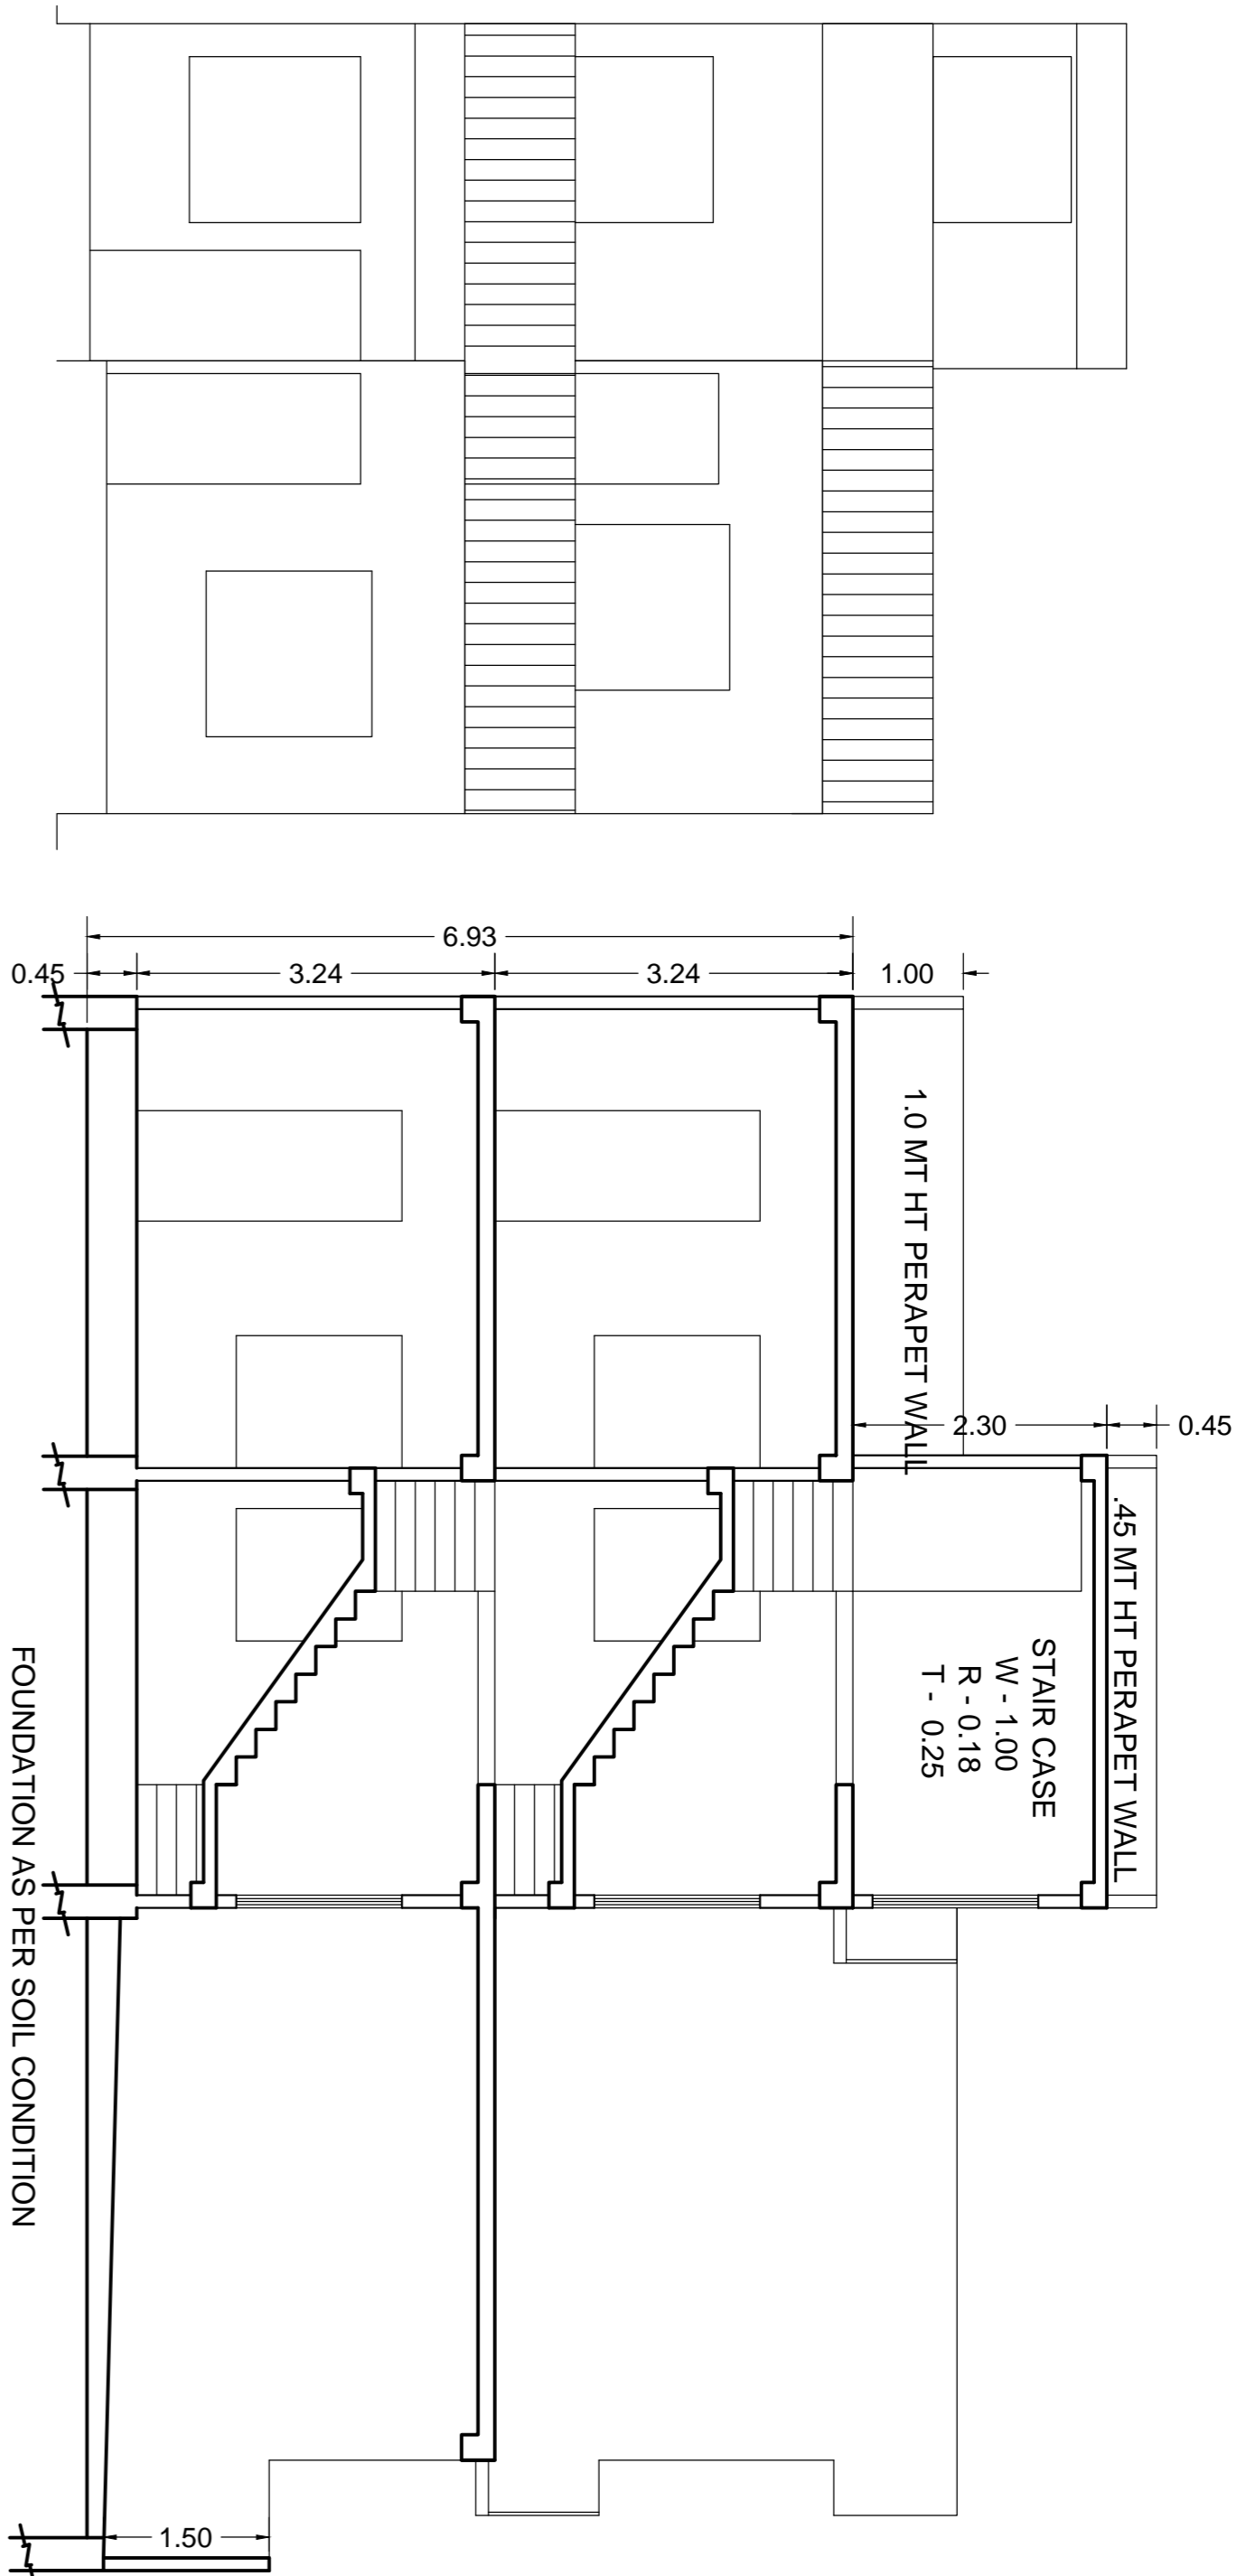 6.93
0.45
3.24
3.24
1.00
1.0 MT HT PERAPET WALL
2.30
0.45
.45 MT HT PERAPET WALL
STAIR CASE
W - 1.00
R - 0.18
T - 0.25
FOUNDATION AS PER SOIL CONDITION
1.50